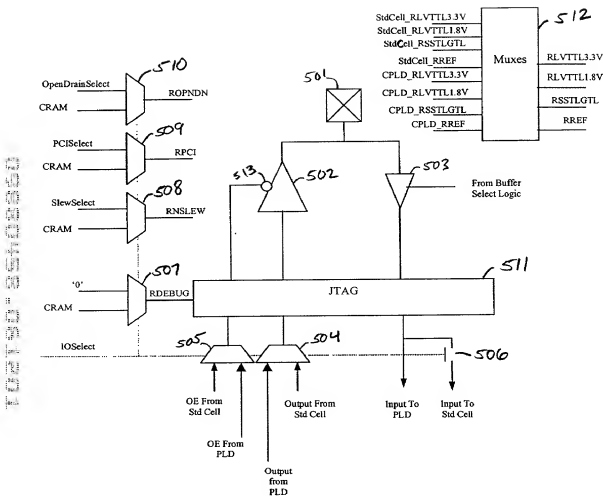 StdCell_RLVTTL3.3V
StdCell_RLVTTL1.8V
StdCell_RSSTLGTL
StdCell_RREF
CPLD_RLVTTL3.3V
CPLD_RLVTTL1.8V
CPLD_RSSTLGTL
CPLD_RREF
Muxes
512
RLVTTL3.3V
RLVTTL1.8V
RSSTLGTL
RREF
510
OpenDrainSelect
CRAM
ROPNDN
501
509
PCISelect
CRAM
RPCI
513
502
503
From Buffer
Select Logic
508
SlewSelect
CRAM
RNSLEW
507
'0'
CRAM
RDEBUG
JTAG
511
IOSelect
505
504
506
OE From
Std Cell
OE From
PLD
Output From
Std Cell
Output
from
PLD
Input To
PLD
Input To
Std Cell